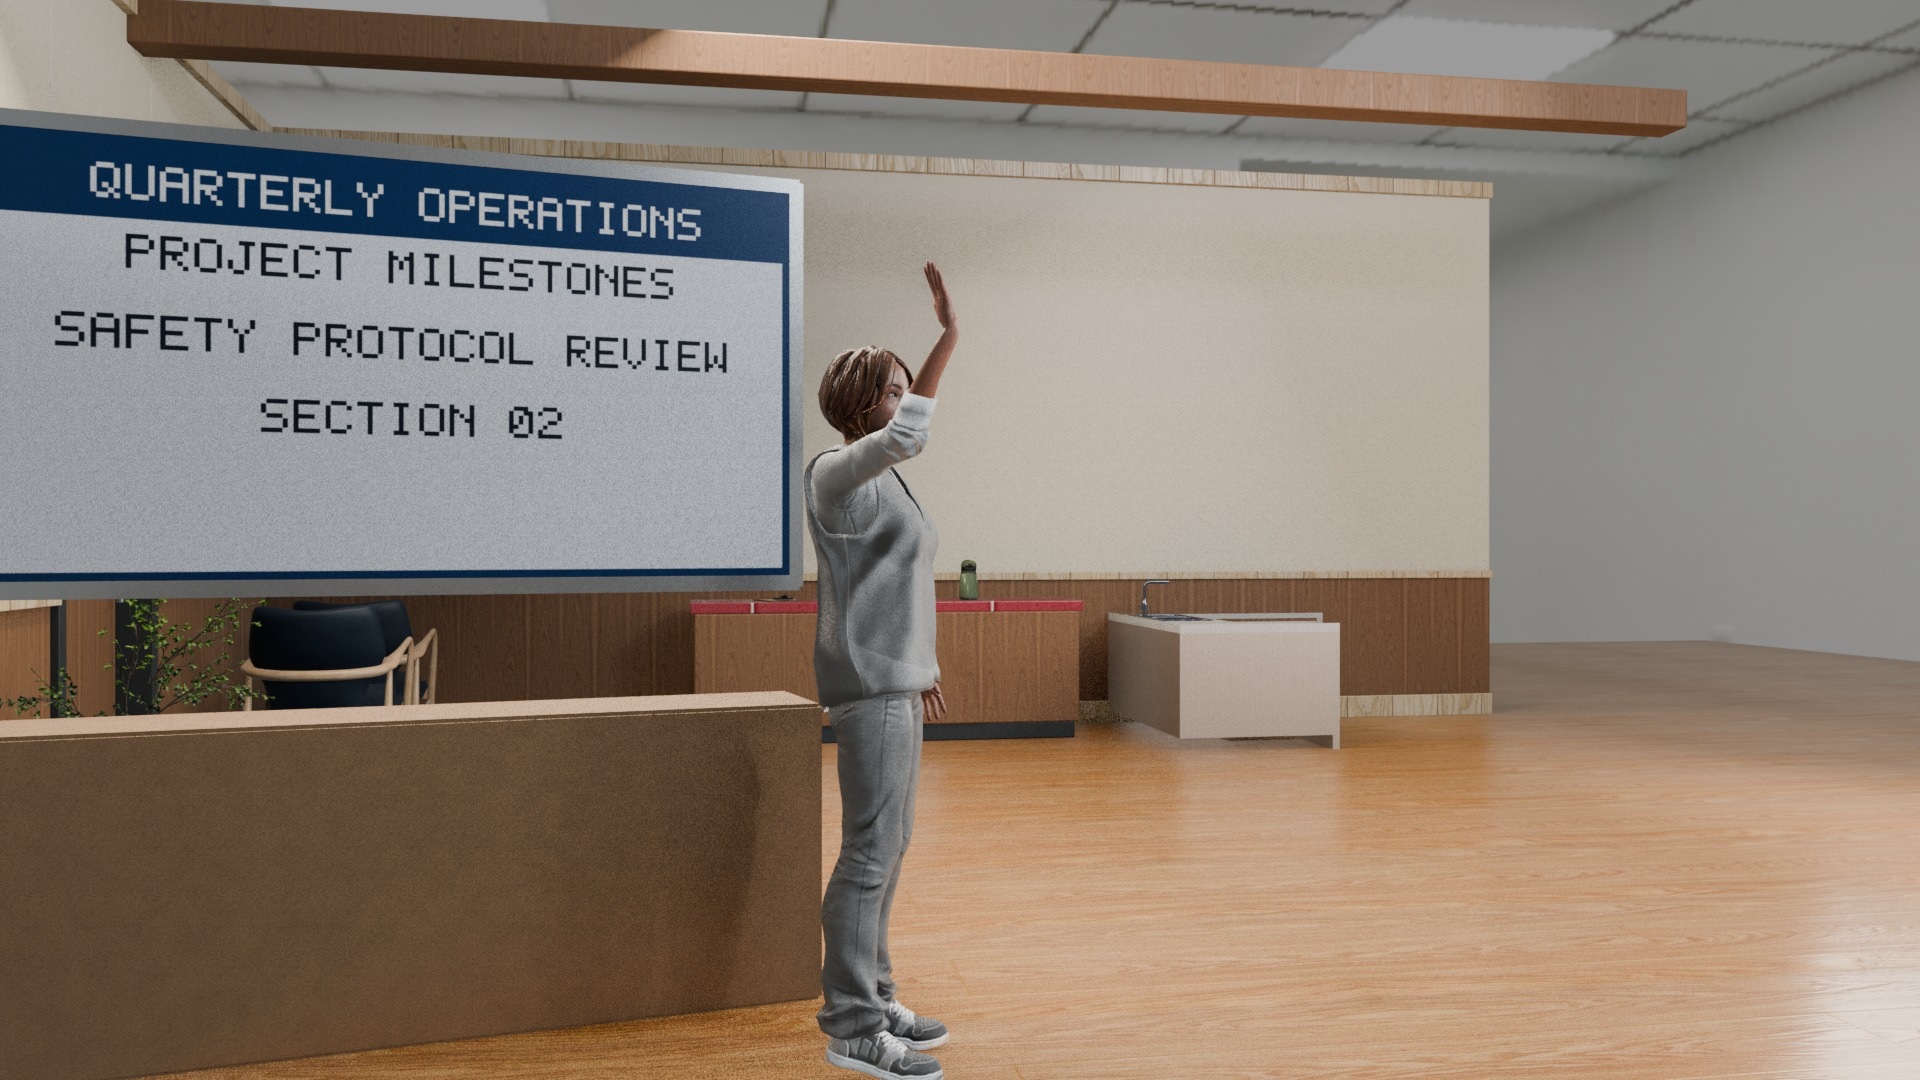 QUARTERLY OPERATIONS
PROJECT MILESTONES
SAFETY PROTOCOL REVIEW
SECTION 02